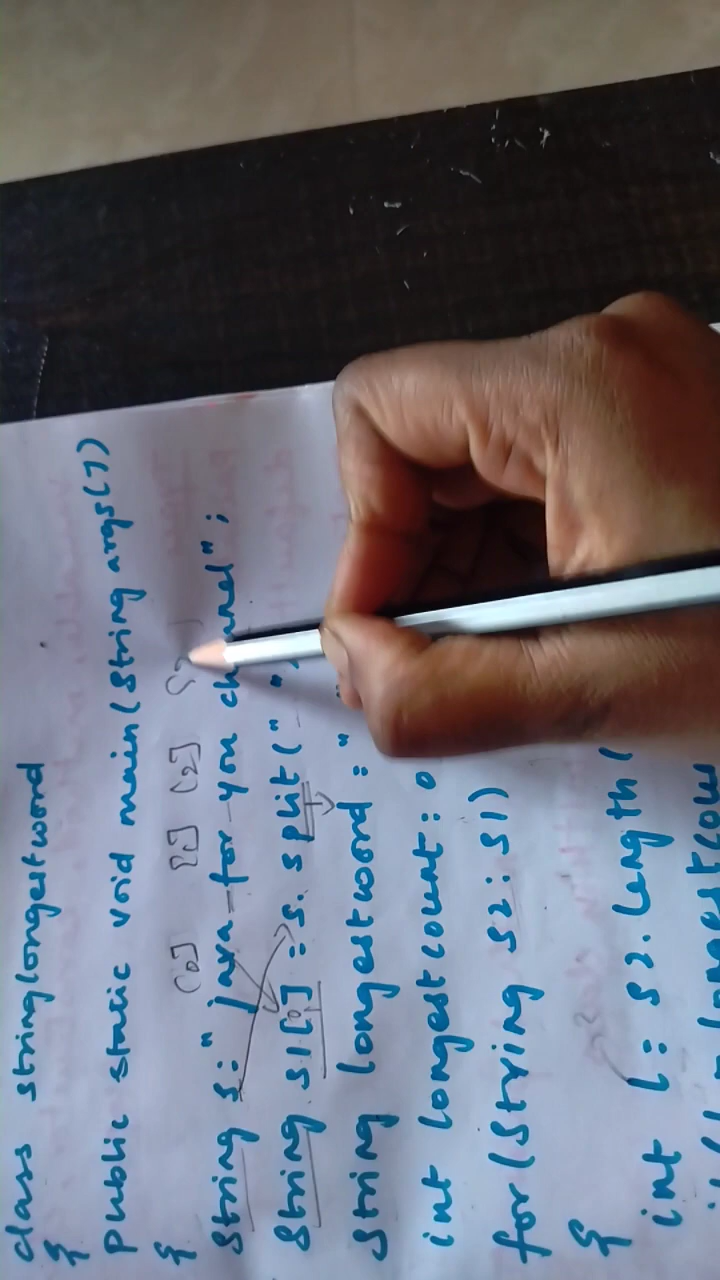 class stringlongestword
{
public static void main(String args[])
{
[0] [1] [2] [3]
String s="java-for-you channel";
String s1[]=s.split(" "
String longestword="
int longestcount=0
for(String s2:s1)
{
int l=s2.length(